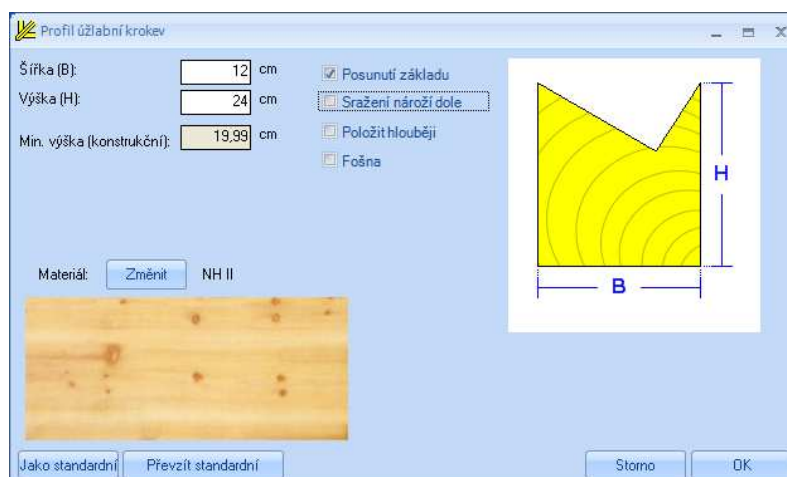 Profil úžlabní krokev
Šířka (B): 12 cm
Výška (H): 24 cm
Min. výška (konstrukční): 19,99 cm
Posunutí základu
Sražení nároží dole
Položit hlouběji
Fošna
H
B
Materiál: Změnit NH II
Jako standardní Převzít standardní Storno OK